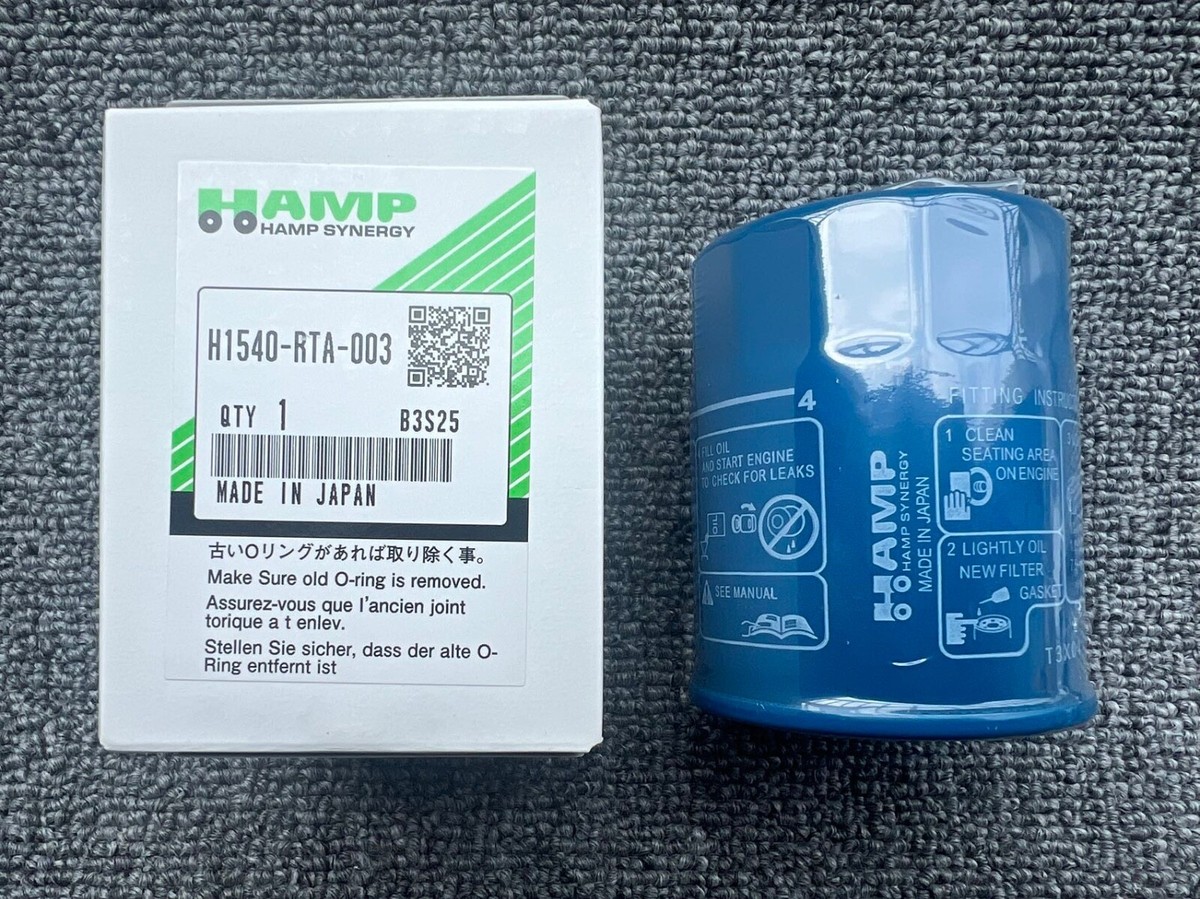 HAMP
HAMP SYNERGY
H1540-RTA-003
QTY 1 B3S25
MADE IN JAPAN
古いOリングがあれば取り除く事。
Make Sure old O-ring is removed.
Assurez-vous que l'ancien joint
torique a t enlev.
Stellen Sie sicher, dass der alte O-
Ring entfernt ist
4
FILL OIL
AND START ENGINE
TO CHECK FOR LEAKS
OIL
SEE MANUAL
HAMP
HAMP SYNERGY
MADE IN JAPAN
FITTING
1 CLEAN
SEATING AREA
ON ENGINE
2 LIGHTLY OIL
NEW FILTER
GASKET